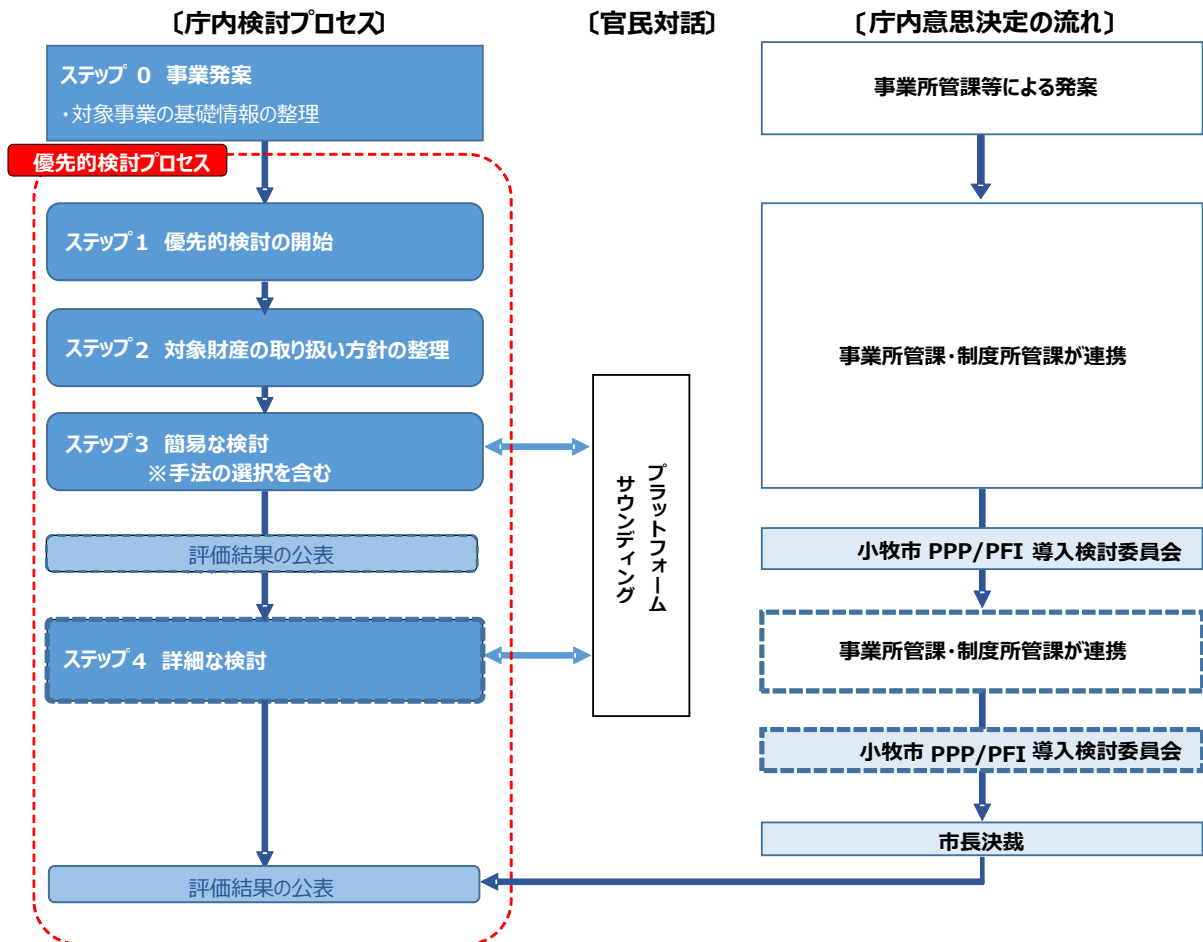 〔庁内検討プロセス〕
〔官民対話〕
〔庁内意思決定の流れ〕
ステップ 0 事業発案
・対象事業の基礎情報の整理
優先的検討プロセス
ステップ1 優先的検討の開始
ステップ2 対象財産の取り扱い方針の整理
ステップ3 簡易な検討
※手法の選択を含む
評価結果の公表
ステップ4 詳細な検討
評価結果の公表
プラットフォーム
サウンディング
事業所管課等による発案
事業所管課・制度所管課が連携
小牧市 PPP/PFI 導入検討委員会
事業所管課・制度所管課が連携
小牧市 PPP/PFI 導入検討委員会
市長決裁